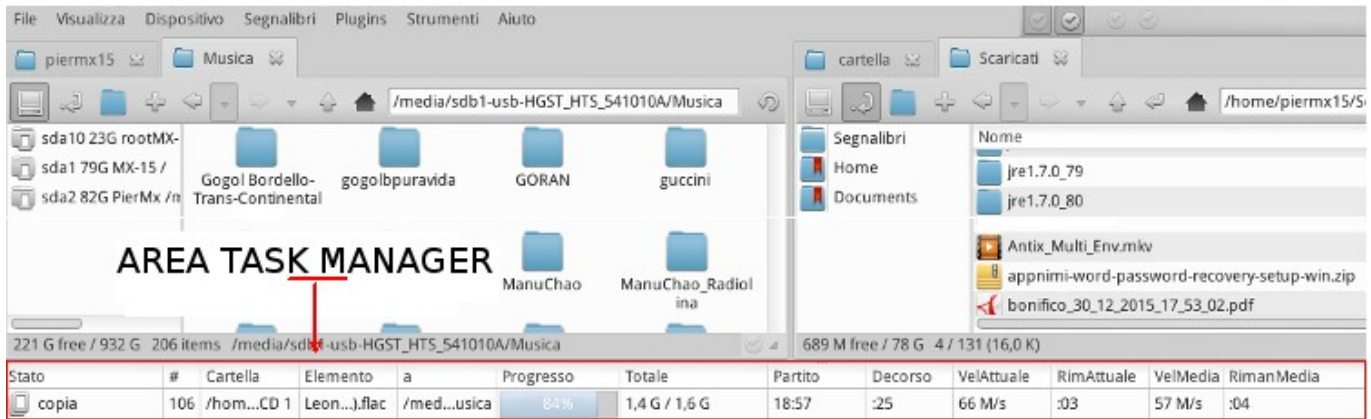 File Visualizza Dispositivo Segnalibri Plugins Strumenti Aiuto
piermx15 Musica
/media/sdb1-usb-HGST_HTS_541010A/Musica
sda10 23G rootMX-
sda1 79G MX-15 /
sda2 82G PierMx /m
Gogol Bordello-
Trans-Continental
gogolbpuravida
GORAN
guccini
AREA TASK MANAGER
ManuChao
ManuChao_Radiol
ina
221 G free / 932 G 206 items /media/sdb1-usb-HGST_HTS_541010A/Musica
cartella Scaricati
/home/piermx15/S
Segnalibri
Home
Documents
Nome
jre1.7.0_79
jre1.7.0_80
Antix_Multi_Env.mkv
appnimi-word-password-recovery-setup-win.zip
bonifico_30_12_2015_17_53_02.pdf
689 M free / 78 G 4 / 131 (16,0 K)
Stato # Cartella Elemento a Progresso Totale Partito Decorso VelAttuale RimAttuale VelMedia RimanMedia
copia 106 /hom...CD 1 Leon...).flac /med...usica 84% 1,4 G / 1,6 G 18:57 :25 66 M/s :03 57 M/s :04